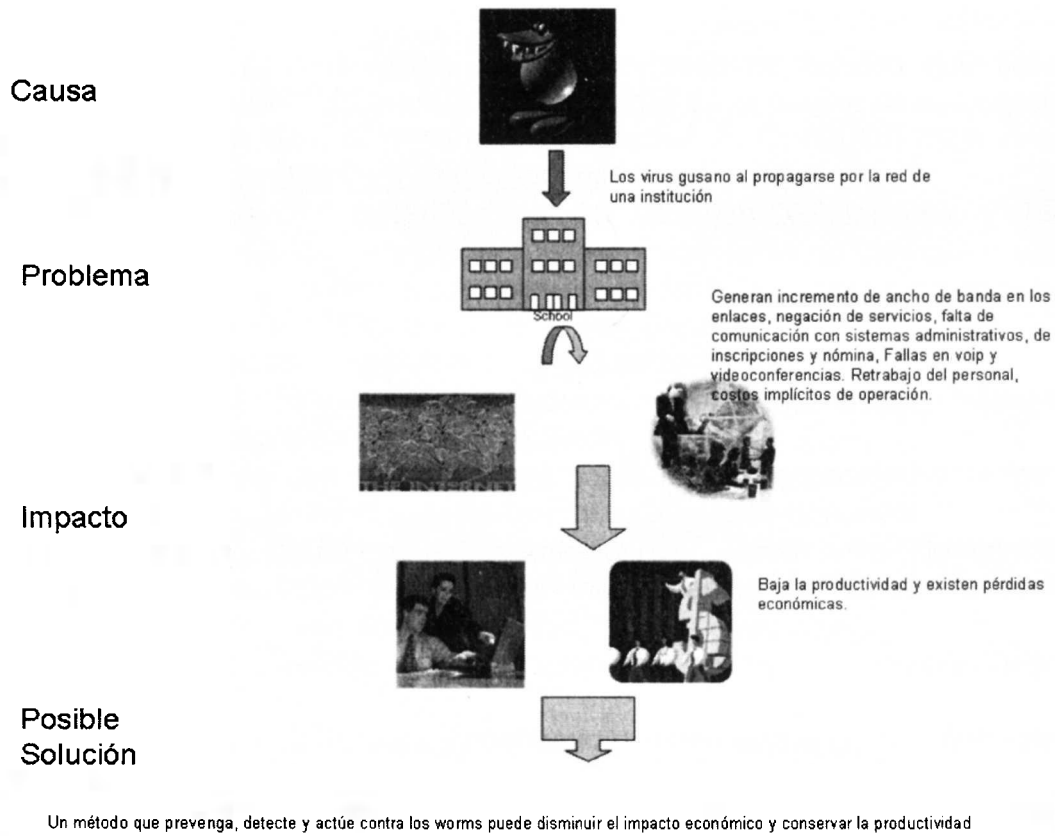 Causa
Los virus gusano al propagarse por la red de
una institución
Problema
School
Generan incremento de ancho de banda en los
enlaces, negación de servicios, falta de
comunicación con sistemas administrativos, de
inscripciones y nómina, Fallas en voip y
videoconferencias. Retrabajo del personal,
costos implícitos de operación.
THE INTERNET
Impacto
Baja la productividad y existen pérdidas
económicas.
Posible
Solución
Un método que prevenga, detecte y actúe contra los worms puede disminuir el impacto económico y conservar la productividad